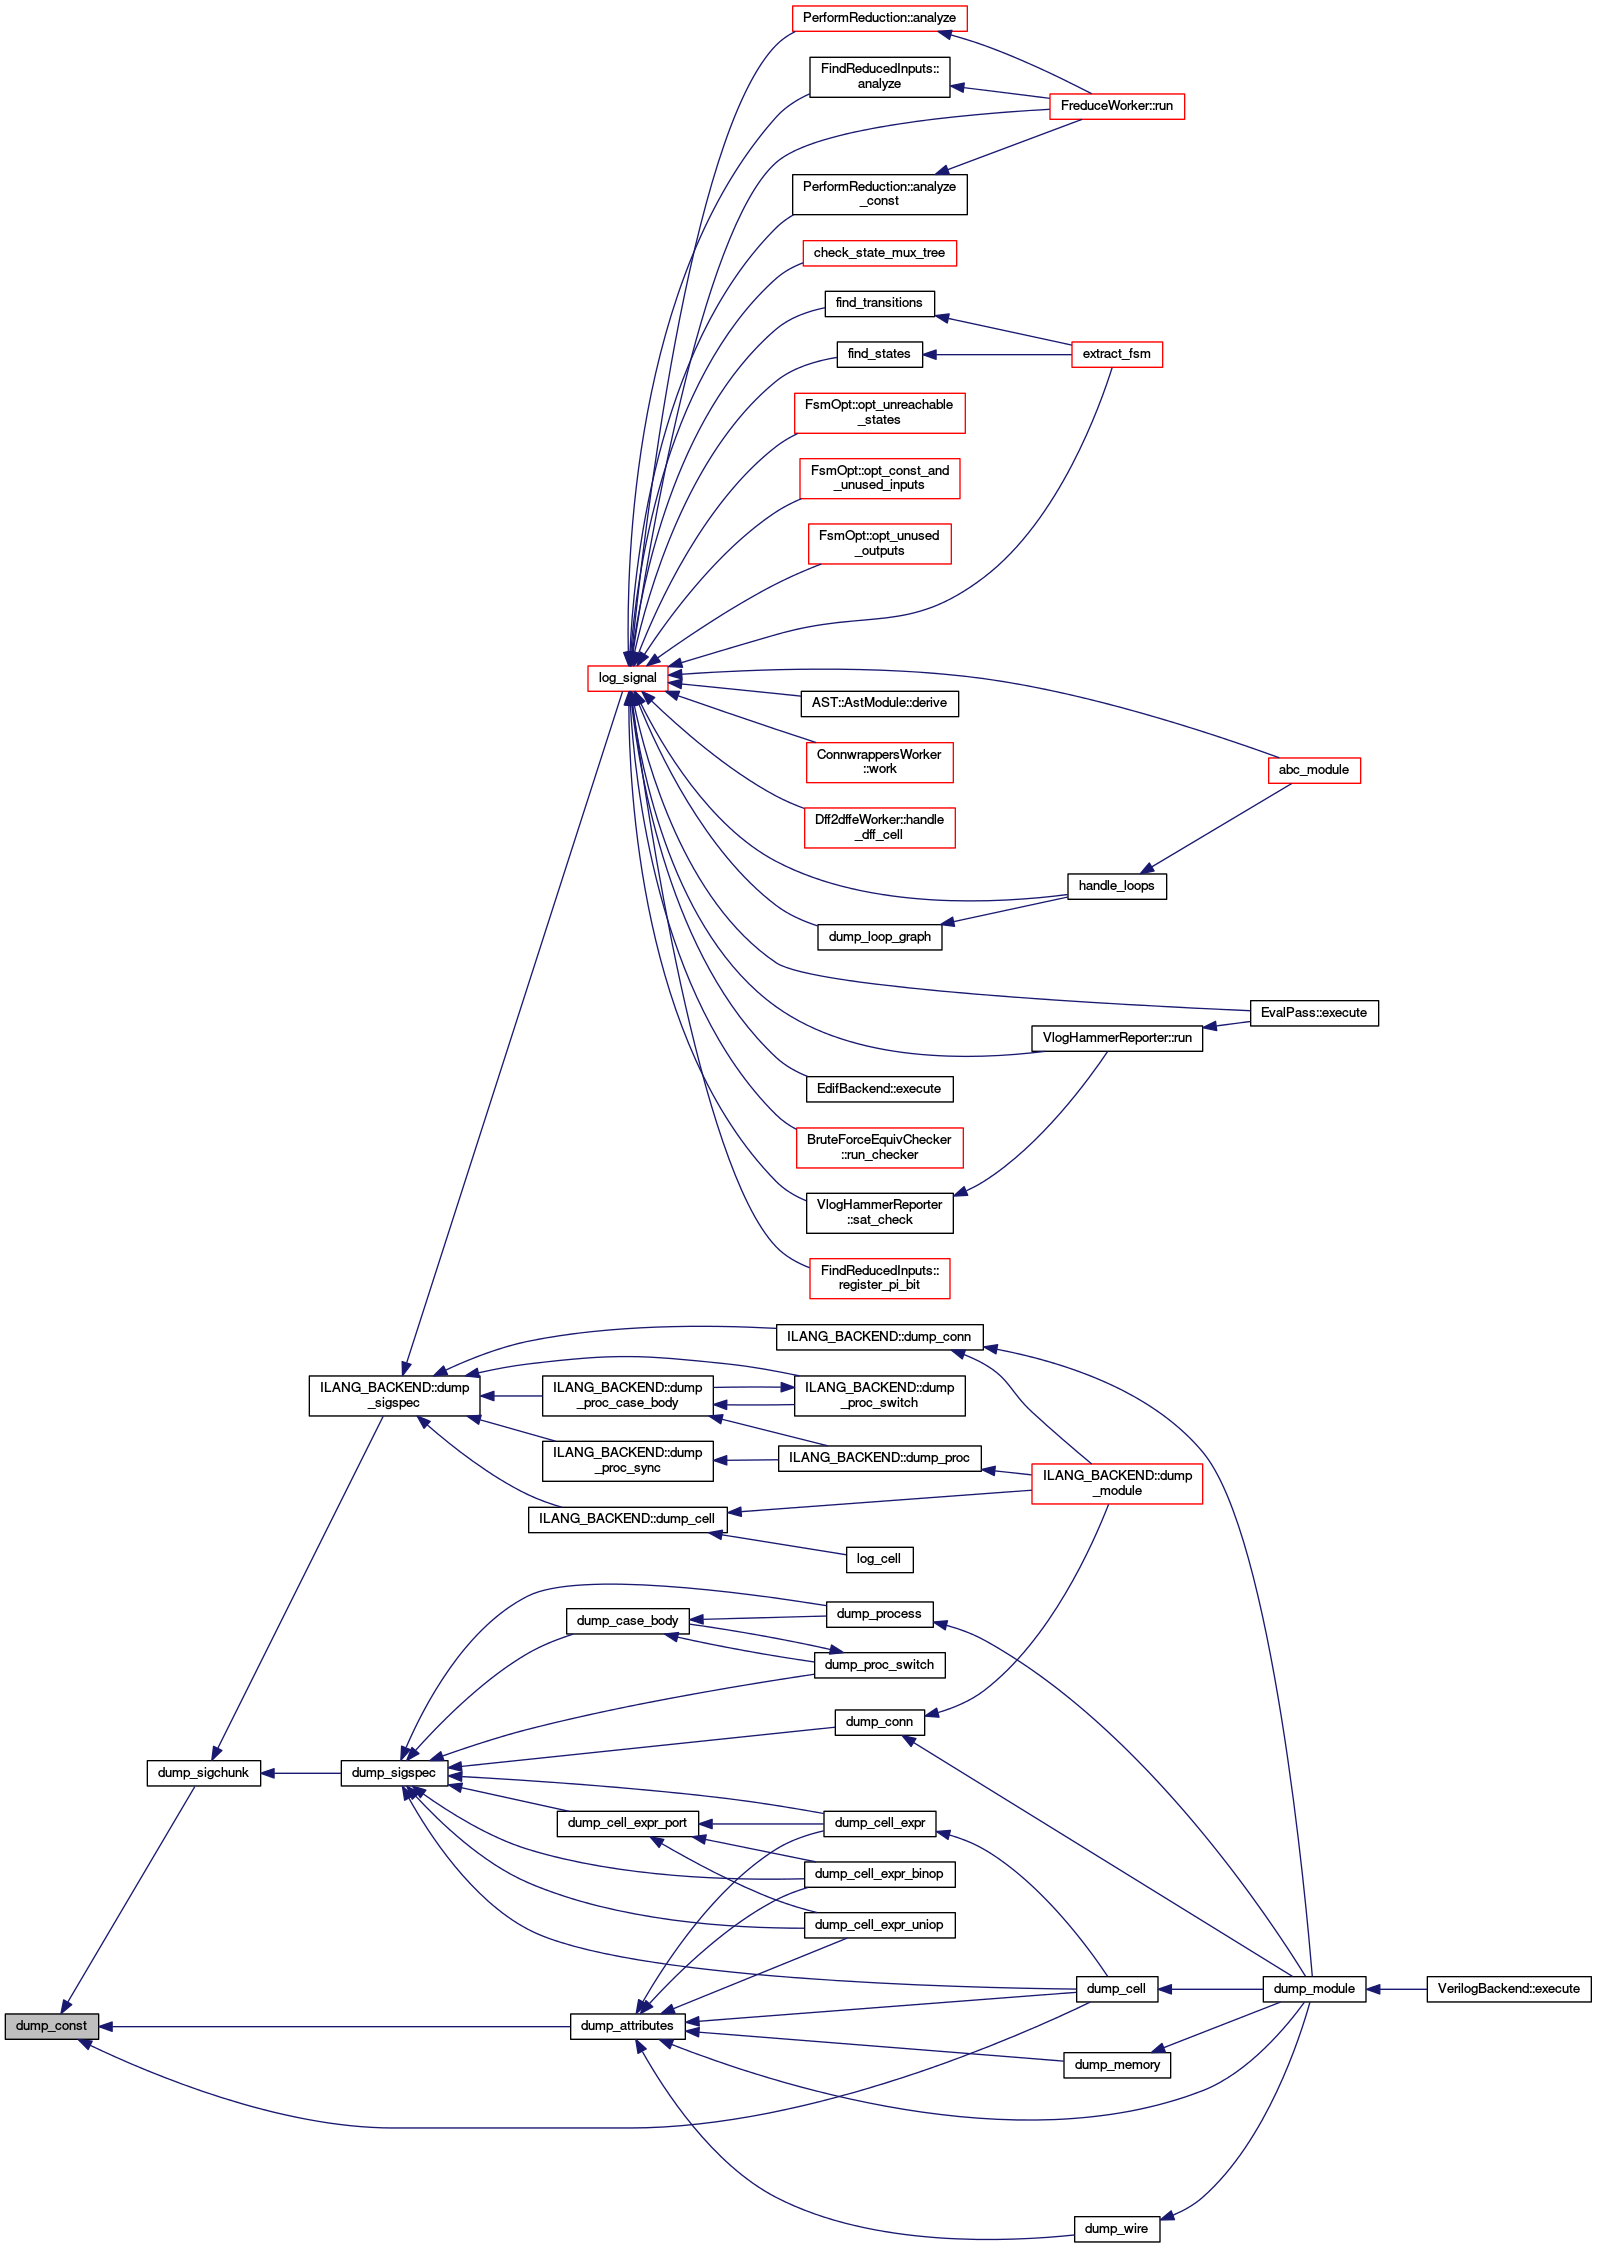 PerformReduction::analyze
FindReducedInputs::
analyze
FreduceWorker::run
PerformReduction::analyze
_const
check_state_mux_tree
find_transitions
find_states
extract_fsm
FsmOpt::opt_unreachable
_states
FsmOpt::opt_const_and
_unused_inputs
FsmOpt::opt_unused
_outputs
log_signal
AST::AstModule::derive
ConnwrappersWorker
::work
abc_module
Dff2dffeWorker::handle
_dff_cell
handle_loops
dump_loop_graph
EvalPass::execute
VlogHammerReporter::run
EdifBackend::execute
BruteForceEquivChecker
::run_checker
VlogHammerReporter
::sat_check
FindReducedInputs::
register_pi_bit
ILANG_BACKEND::dump_conn
ILANG_BACKEND::dump
_sigspec
ILANG_BACKEND::dump
_proc_case_body
ILANG_BACKEND::dump
_proc_switch
ILANG_BACKEND::dump
_proc_sync
ILANG_BACKEND::dump_proc
ILANG_BACKEND::dump
_module
ILANG_BACKEND::dump_cell
log_cell
dump_process
dump_case_body
dump_proc_switch
dump_conn
dump_sigchunk
dump_sigspec
dump_cell_expr_port
dump_cell_expr
dump_cell_expr_binop
dump_cell_expr_uniop
dump_cell
dump_module
VerilogBackend::execute
dump_const
dump_attributes
dump_memory
dump_wire